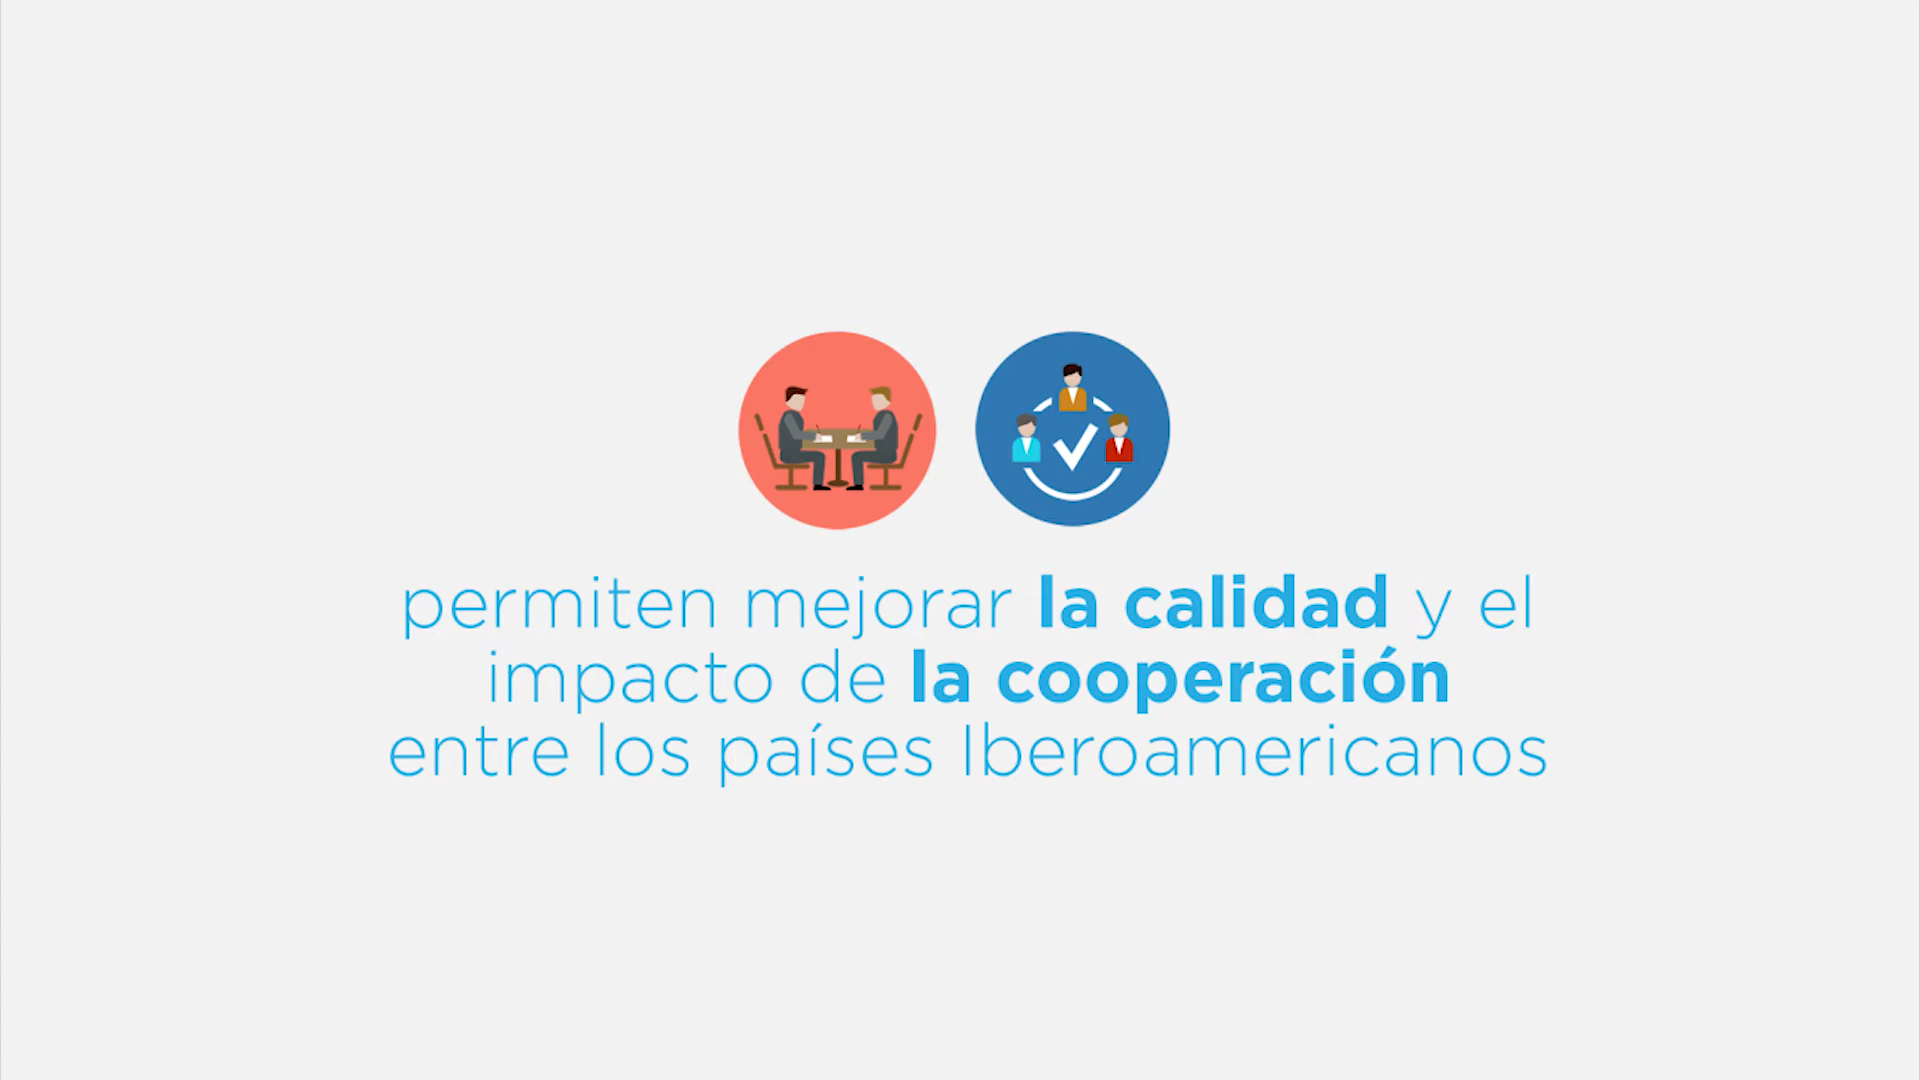 permiten mejorar la calidad y el
impacto de la cooperación
entre los países Iberoamericanos